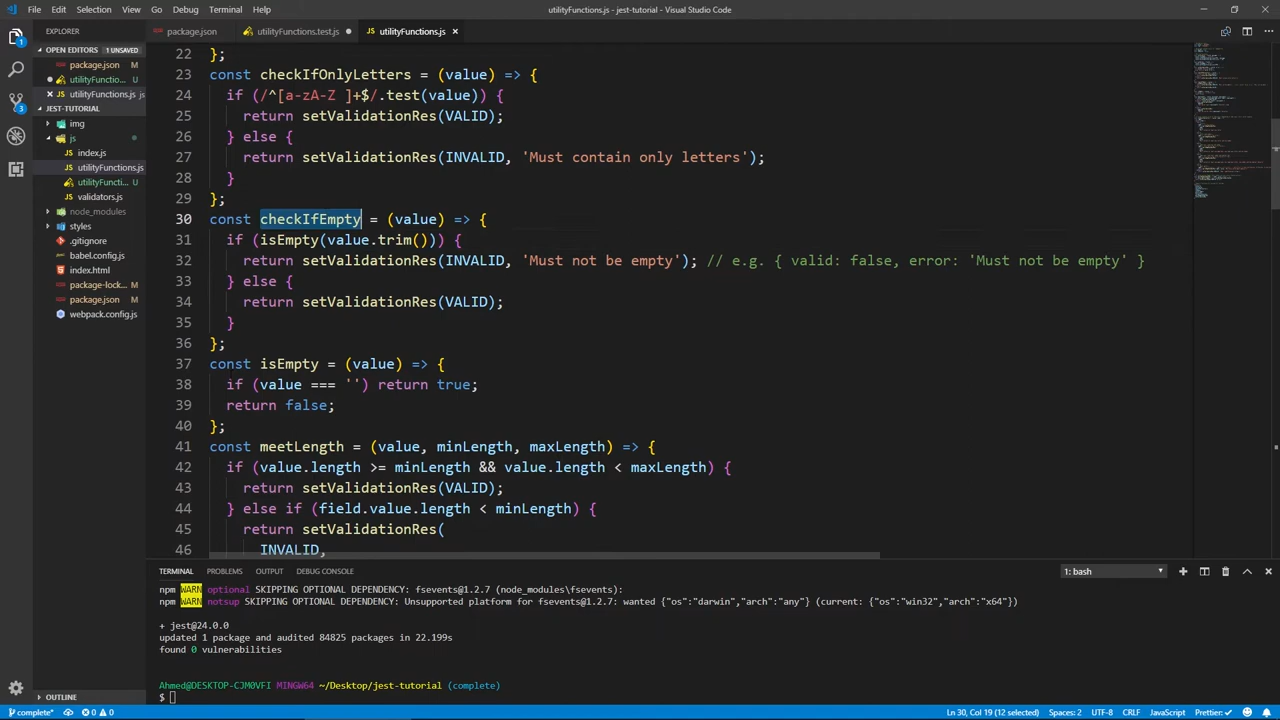 File Edit Selection View Go Debug Terminal Help
utilityFunctions.js - jest-tutorial - Visual Studio Code
EXPLORER
package.json
utilityFunctions.test.js
JS utilityFunctions.js
OPEN EDITORS 1 UNSAVED
package.json
utilityFunction...
JS utilityFunctions.js js
JEST-TUTORIAL
img
js
JS index.js
JS utilityFunctions.js
utilityFuncti...
JS validators.js
node_modules
styles
.gitignore
babel.config.js
index.html
package-lock...
package.json
webpack.config.js
OUTLINE
22 };
23 const checkIfOnlyLetters = (value) => {
24 if (/^[a-zA-Z ]+$/.test(value)) {
25 return setValidationRes(VALID);
26 } else {
27 return setValidationRes(INVALID, 'Must contain only letters');
28 }
29 };
30 const checkIfEmpty = (value) => {
31 if (isEmpty(value.trim())) {
32 return setValidationRes(INVALID, 'Must not be empty'); // e.g. { valid: false, error: 'Must not be empty' }
33 } else {
34 return setValidationRes(VALID);
35 }
36 };
37 const isEmpty = (value) => {
38 if (value === '') return true;
39 return false;
40 };
41 const meetLength = (value, minLength, maxLength) => {
42 if (value.length >= minLength && value.length < maxLength) {
43 return setValidationRes(VALID);
44 } else if (field.value.length < minLength) {
45 return setValidationRes(
46 INVALID,
TERMINAL PROBLEMS OUTPUT DEBUG CONSOLE
1: bash
npm WARN optional SKIPPING OPTIONAL DEPENDENCY: fsevents@1.2.7 (node_modules\fsevents):
npm WARN notsup SKIPPING OPTIONAL DEPENDENCY: Unsupported platform for fsevents@1.2.7: wanted {"os":"darwin","arch":"any"} (current: {"os":"win32","arch":"x64"})
+ jest@24.0.0
updated 1 package and audited 84825 packages in 22.199s
found 0 vulnerabilities
Ahmed@DESKTOP-CJM0VFI MINGW64 ~/Desktop/jest-tutorial (complete)
$
complete* 0 0
Ln 30, Col 19 (12 selected) Spaces: 2 UTF-8 CRLF JavaScript Prettier: ✓